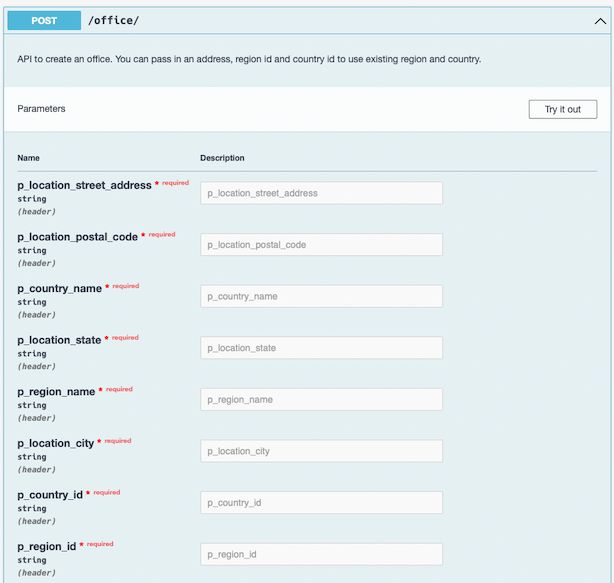 POST /office/
API to create an office. You can pass in an address, region id and country id to use existing region and country.
Parameters Try it out
Name Description
p_location_street_address * required p_location_street_address
string
(header)
p_location_postal_code * required p_location_postal_code
string
(header)
p_country_name * required p_country_name
string
(header)
p_location_state * required p_location_state
string
(header)
p_region_name * required p_region_name
string
(header)
p_location_city * required p_location_city
string
(header)
p_country_id * required p_country_id
string
(header)
p_region_id * required p_region_id
string
(header)